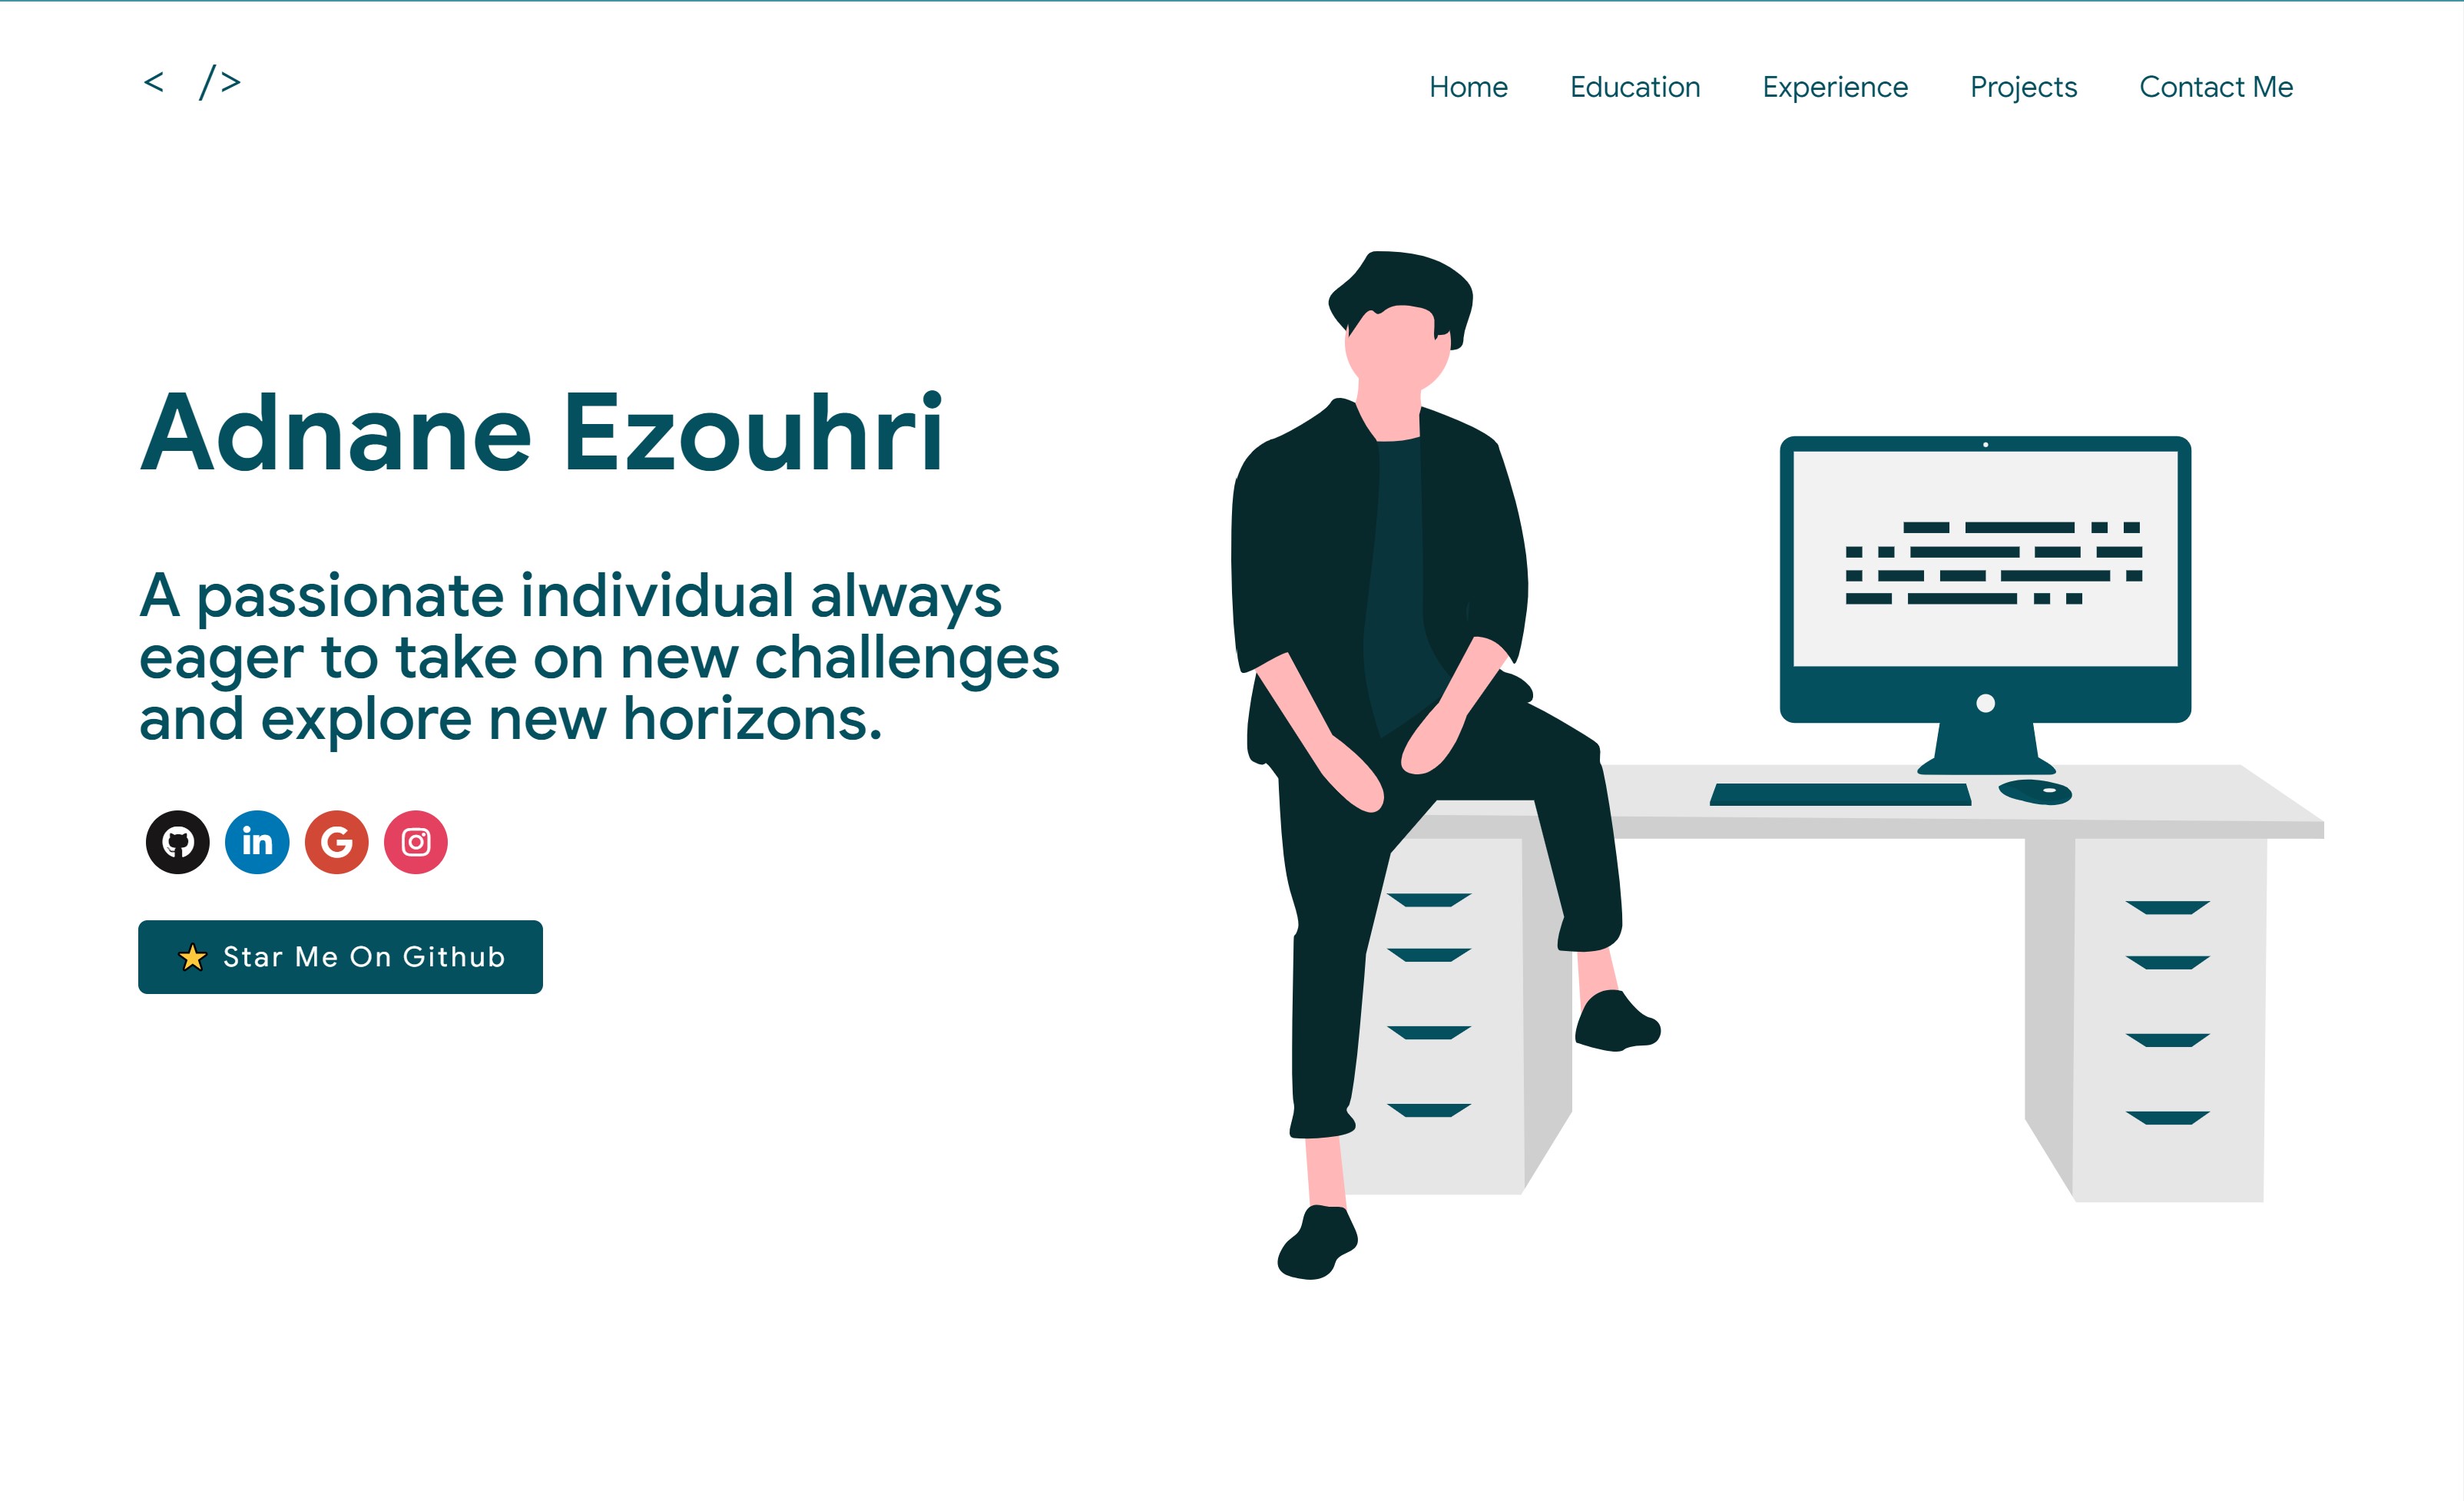 < />
Home Education Experience Projects Contact Me
Adnane Ezouhri
A passionate individual always
eager to take on new challenges
and explore new horizons.
in G
⭐ Star Me On Github